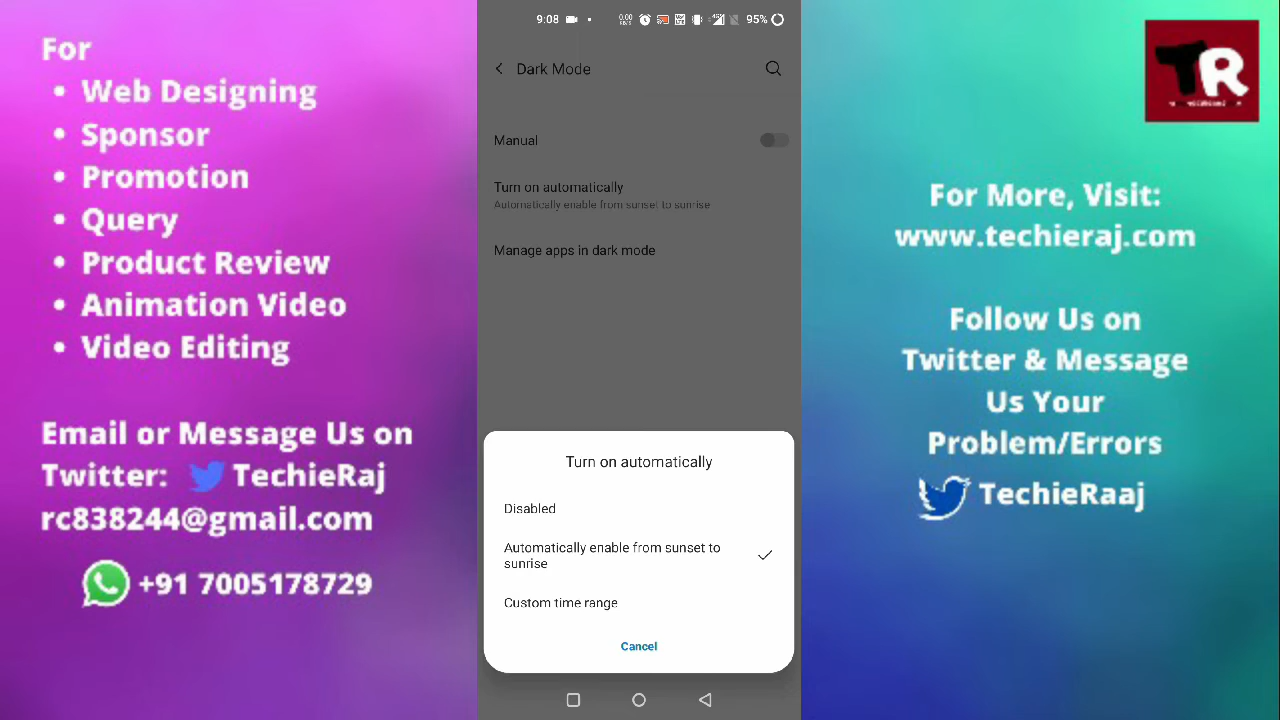 For
• Web Designing
• Sponsor
• Promotion
• Query
• Product Review
• Animation Video
• Video Editing
Email or Message Us on
Twitter: TechieRaj
rc838244@gmail.com
+91 7005178729
9:08
0.00
95%
Dark Mode
Manual
Turn on automatically
Automatically enable from sunset to sunrise
Manage apps in dark mode
Turn on automatically
Disabled
Automatically enable from sunset to
sunrise
Custom time range
Cancel
TR
For More, Visit:
www.techieraj.com
Follow Us on
Twitter & Message
Us Your
Problem/Errors
TechieRaaj